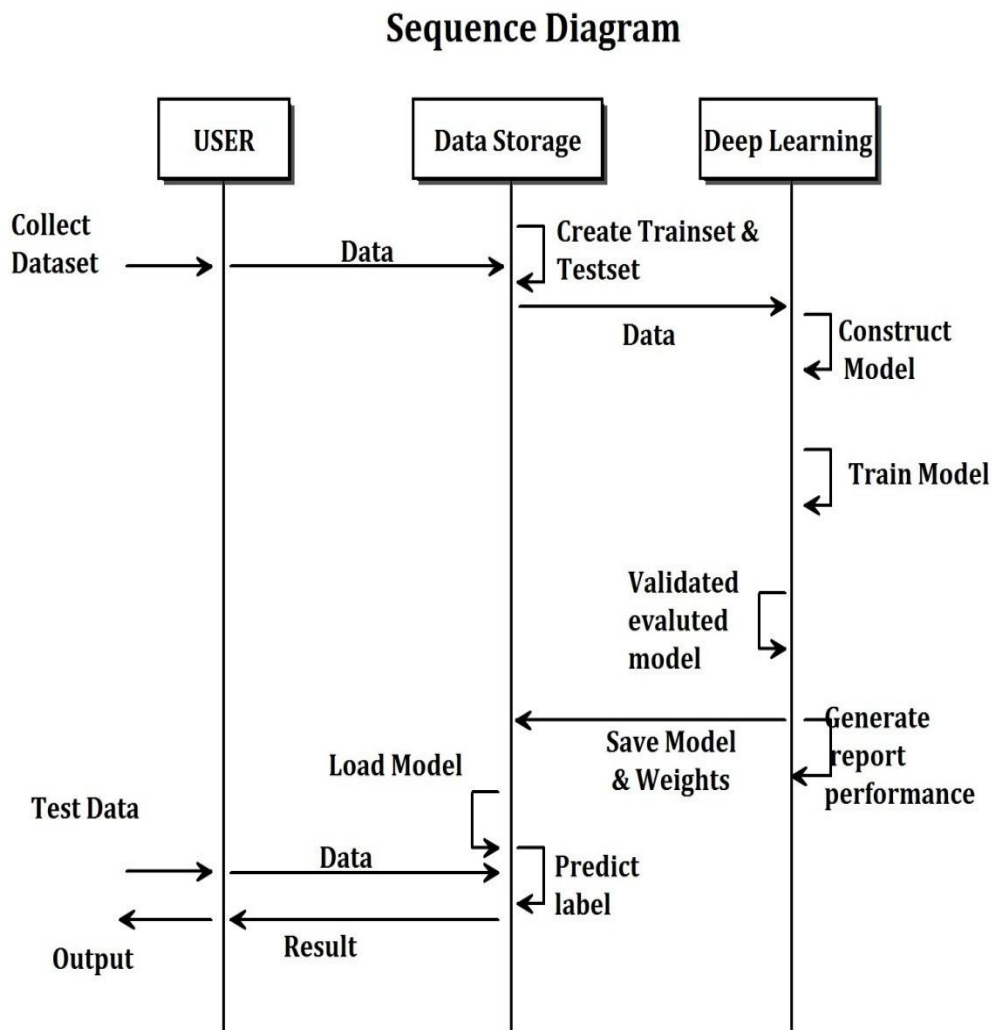 Sequence Diagram
USER
Data Storage
Deep Learning
Collect
Dataset
Data
Create Trainset &
Testset
Data
Construct
Model
Train Model
Validated
evaluted
model
Save Model
& Weights
Generate
report
performance
Load Model
Test Data
Data
Predict
label
Result
Output